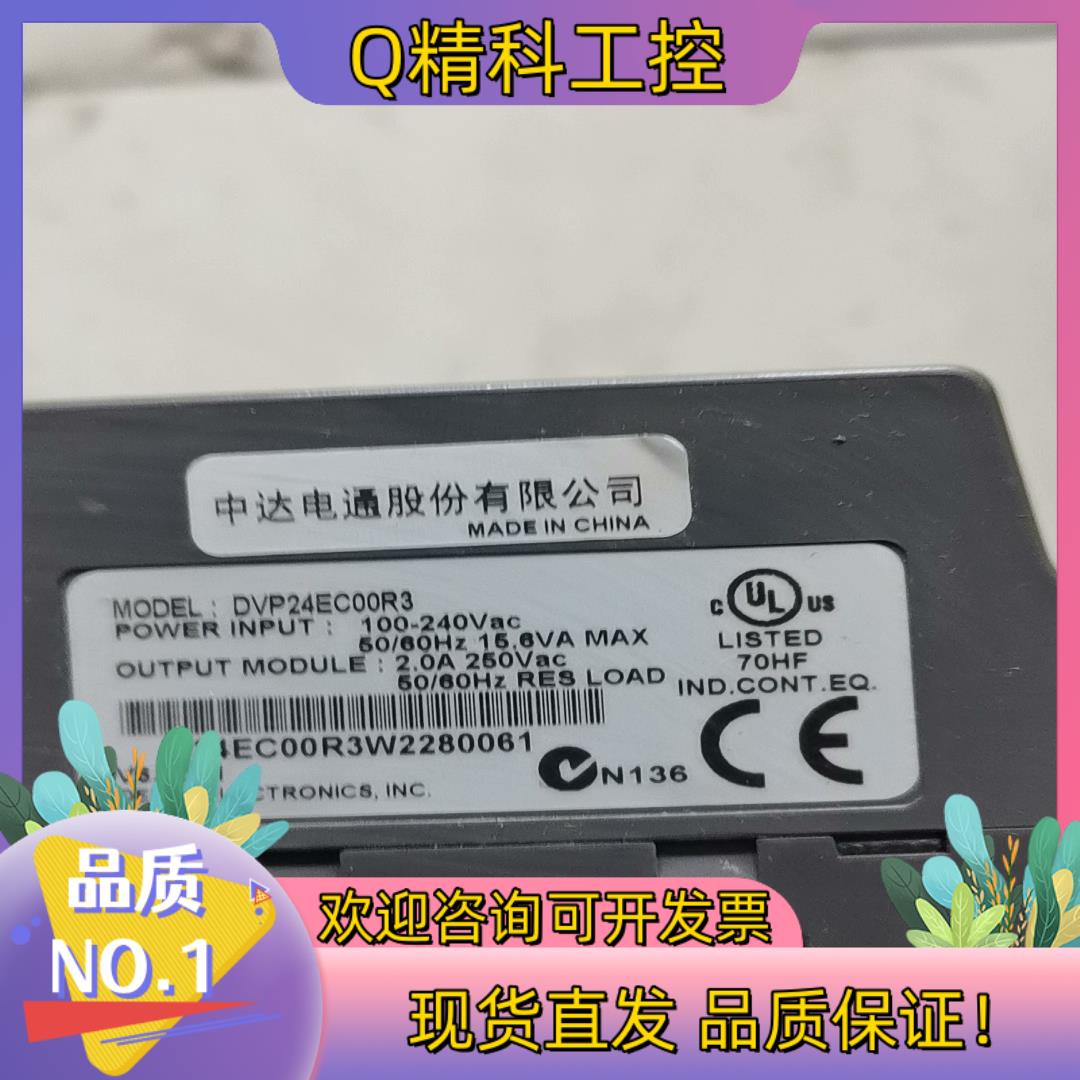 Q精科工控
中达电通股份有限公司
MADE IN CHINA
MODEL : DVP24EC00R3
POWER INPUT : 100-240Vac
50/60Hz 15.6VA MAX
OUTPUT MODULE : 2.0A 250Vac
50/60Hz RES LOAD
C UL US
LISTED
70HF
IND.CONT.EQ.
4EC00R3W2280061
N136
CE
CTRONICS, INC.
品质
NO.1
欢迎咨询可开发票
现货直发 品质保证!